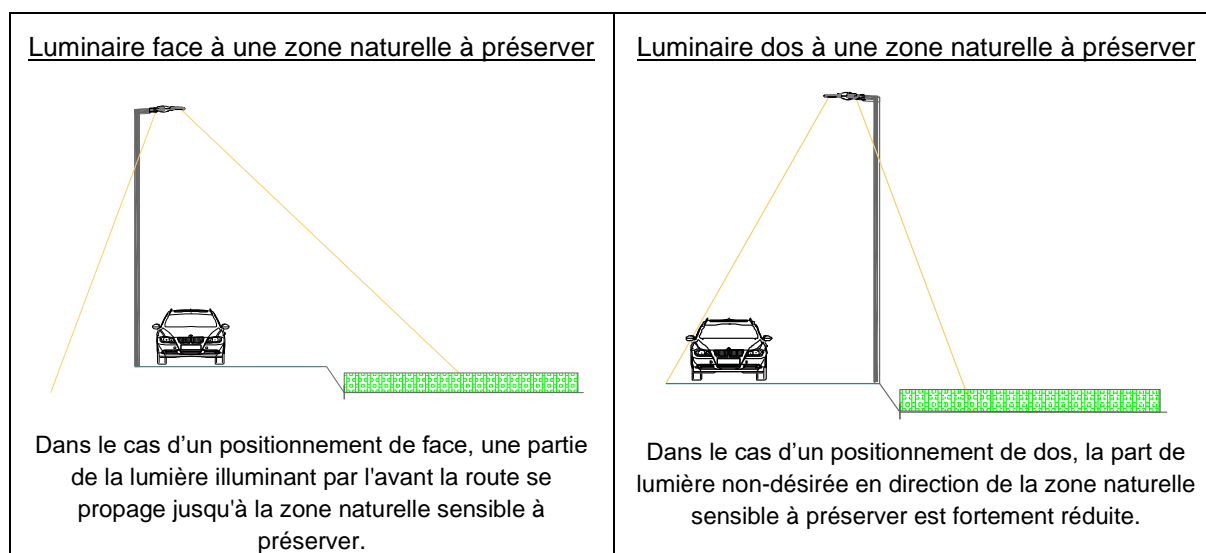 Luminaire face à une zone naturelle à préserver
Dans le cas d'un positionnement de face, une partie
de la lumière illuminant par l'avant la route se
propage jusqu'à la zone naturelle sensible à
préserver.
Luminaire dos à une zone naturelle à préserver
Dans le cas d'un positionnement de dos, la part de
lumière non-désirée en direction de la zone naturelle
sensible à préserver est fortement réduite.